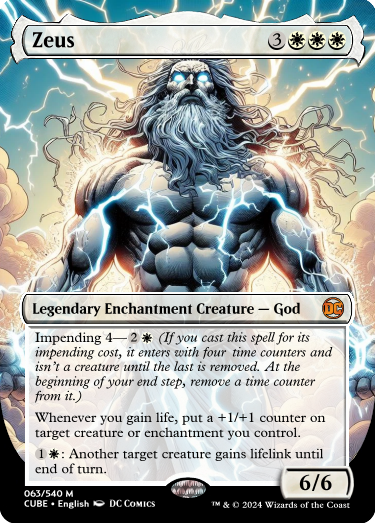 Zeus 3
Legendary Enchantment Creature — God DC
Impending 4— 2 (If you cast this spell for its
impending cost, it enters with four time counters and
isn't a creature until the last is removed. At the
beginning of your end step, remove a time counter
from it.)
Whenever you gain life, put a +1/+1 counter on
target creature or enchantment you control.
1 : Another target creature gains lifelink until
end of turn.
6/6
063/540 M
CUBE • English DC COMICS ™ & © 2024 Wizards of the Coast